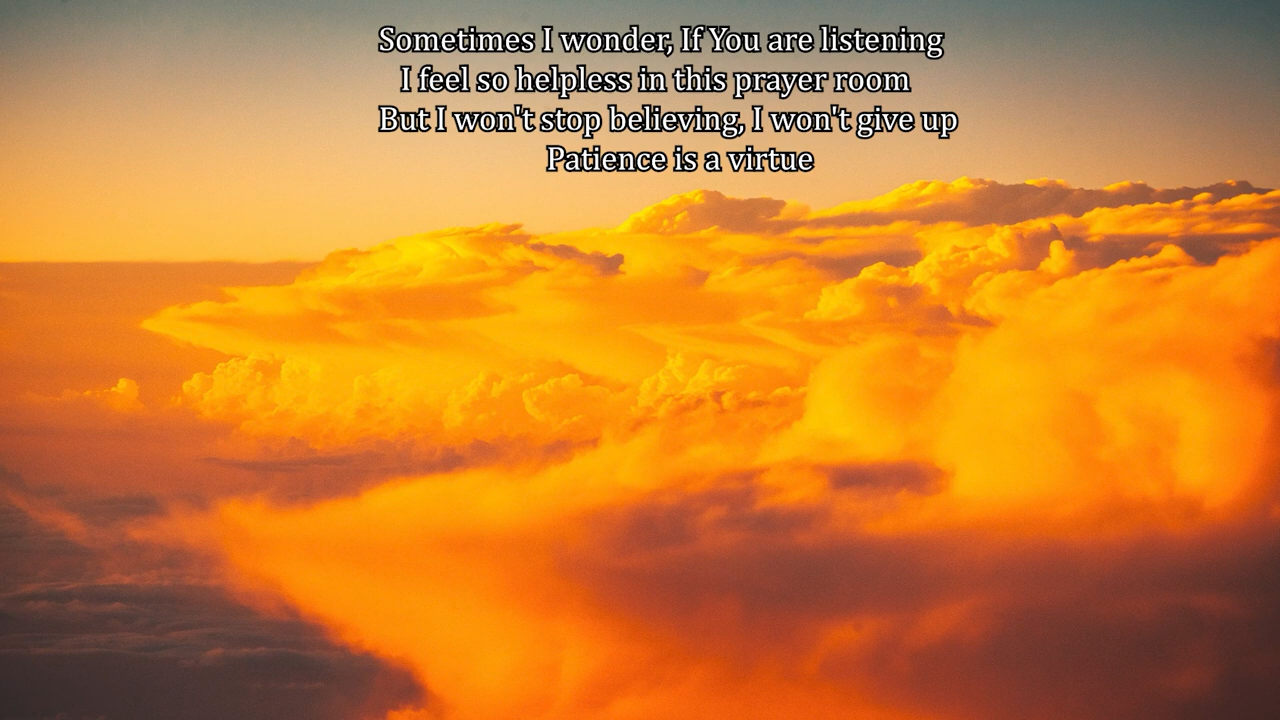 Sometimes I wonder, If You are listening
I feel so helpless in this prayer room
But I won't stop believing, I won't give up
Patience is a virtue